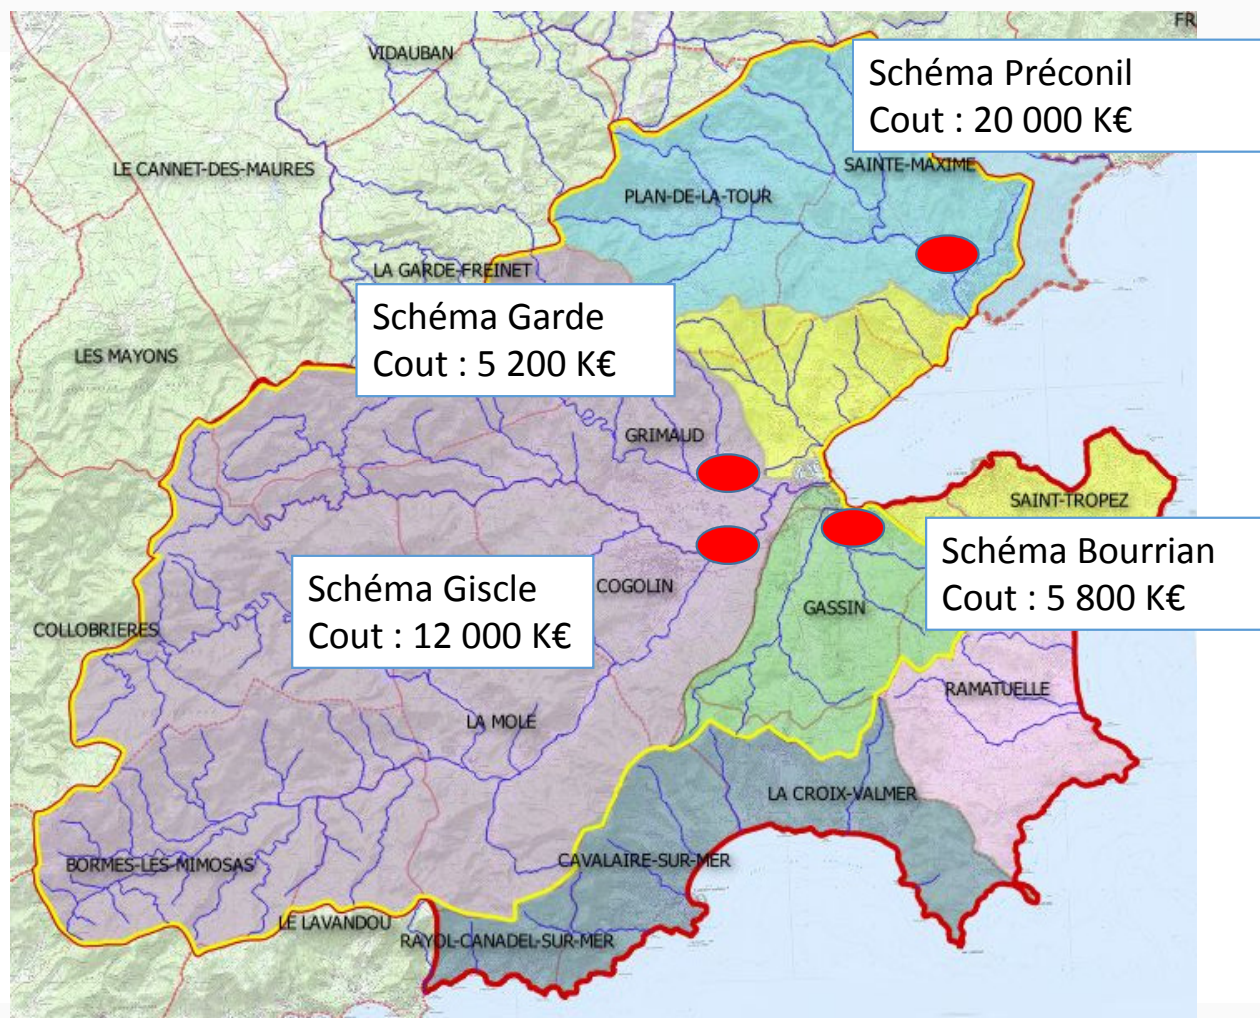 FR
VIDAUBAN
Schéma Préconil
Cout : 20 000 K€
LE CANNET-DES-MAURES
SAINTE-MAXIME
PLAN-DE-LA-TOUR
LA GARDE-FREINET
Schéma Garde
Cout : 5 200 K€
LES MAYONS
GRIMAUD
SAINT-TROPEZ
Schéma Bourrian
Cout : 5 800 K€
Schéma Giscle
Cout : 12 000 K€
COGOLIN
GASSIN
COLLOBRIERES
RAMATUELLE
LA MOLE
LA CROIX-VALMER
BORMES-LES-MIMOSAS
CAVALAIRE-SUR-MER
LE LAVANDOU
RAYOL-CANADEL-SUR-MER